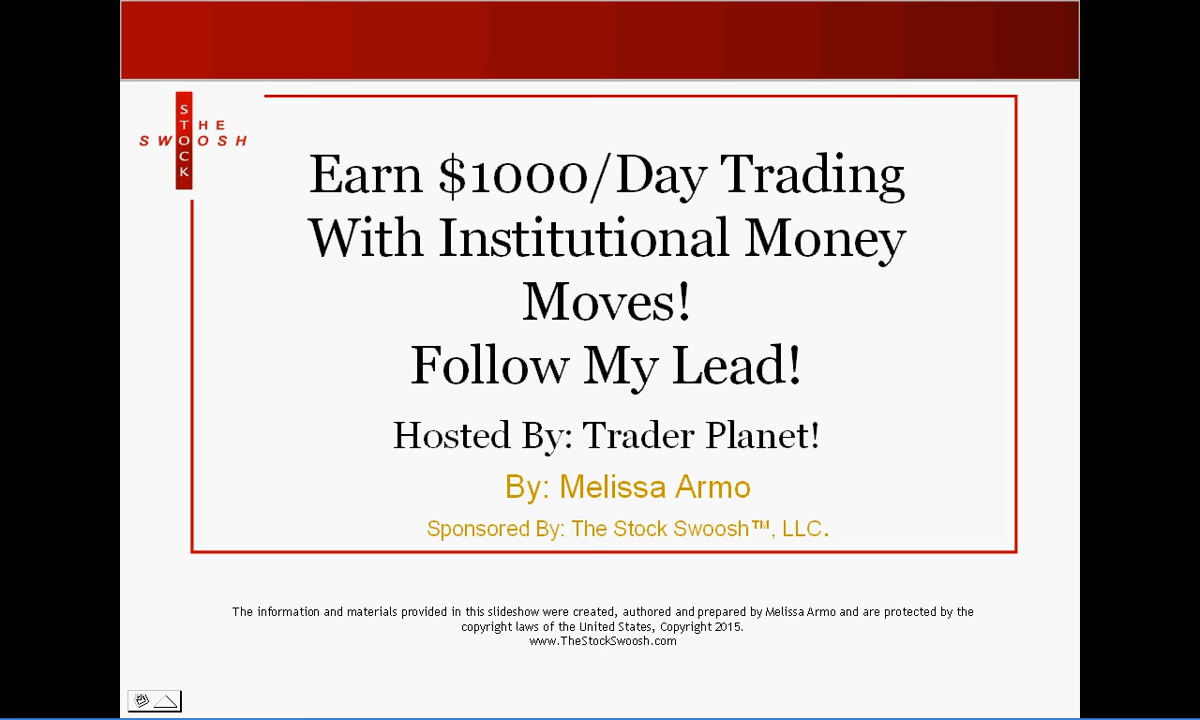 THE
STOCK
SWOOSH
Earn $1000/Day Trading
With Institutional Money
Moves!
Follow My Lead!
Hosted By: Trader Planet!
By: Melissa Armo
Sponsored By: The Stock Swoosh™, LLC.
The information and materials provided in this slideshow were created, authored and prepared by Melissa Armo and are protected by the
copyright laws of the United States, Copyright 2015.
www.TheStockSwoosh.com